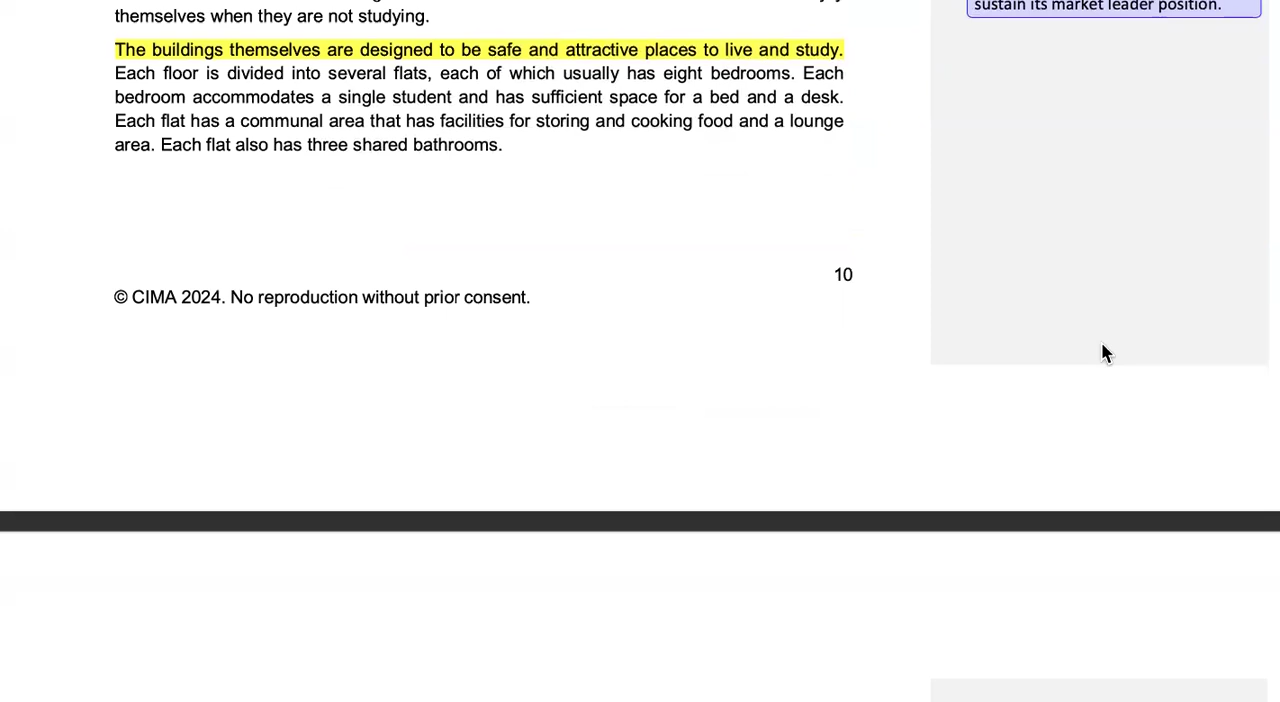 sustain its market leader position.
themselves when they are not studying.
The buildings themselves are designed to be safe and attractive places to live and study.
Each floor is divided into several flats, each of which usually has eight bedrooms. Each
bedroom accommodates a single student and has sufficient space for a bed and a desk.
Each flat has a communal area that has facilities for storing and cooking food and a lounge
area. Each flat also has three shared bathrooms.
10
© CIMA 2024. No reproduction without prior consent.